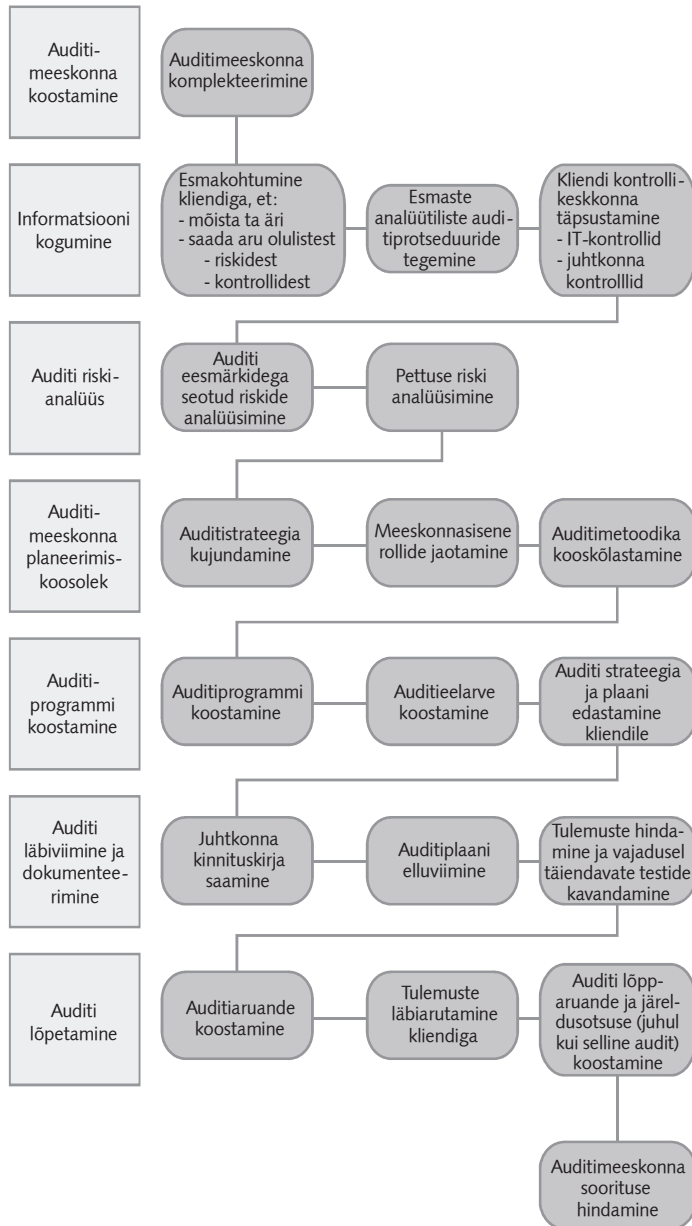 Auditi-
meeskonna
koostamine
Auditimeeskonna
komplekteerimine
Informatsiooni
kogumine
Esmakohtumine
kliendiga, et:
- mõista ta äri
- saada aru olulistest
- riskidest
- kontrollidest
Esmaste
analüütiliste audi-
tiprotseduuride
tegemine
Kliendi kontrolli-
keskkonna
täpsustamine
- IT-kontrollid
- juhtkonna
kontrolllid
Auditi riski-
analüüs
Auditi
eesmärkidega
seotud riskide
analüüsimine
Pettuse riski
analüüsimine
Auditi-
meeskonna
planeerimis-
koosolek
Auditistrateegia
kujundamine
Meeskonnasisene
rollide jaotamine
Auditimetoodika
kooskõlastamine
Auditi-
programmi
koostamine
Auditiprogrammi
koostamine
Auditieelarve
koostamine
Auditi strateegia
ja plaani
edastamine
kliendile
Auditi
läbiviimine ja
dokumentee-
rimine
Juhtkonna
kinnituskirja
saamine
Auditiplaani
elluviimine
Tulemuste hinda-
mine ja vajadusel
täiendavate testide
kavandamine
Auditi
lõpetamine
Auditiaruande
koostamine
Tulemuste
läbiarutamine
kliendiga
Auditi lõpp-
aruande ja järel-
dusotsuse (juhul
kui selline audit)
koostamine
Auditimeeskonna
soorituse
hindamine